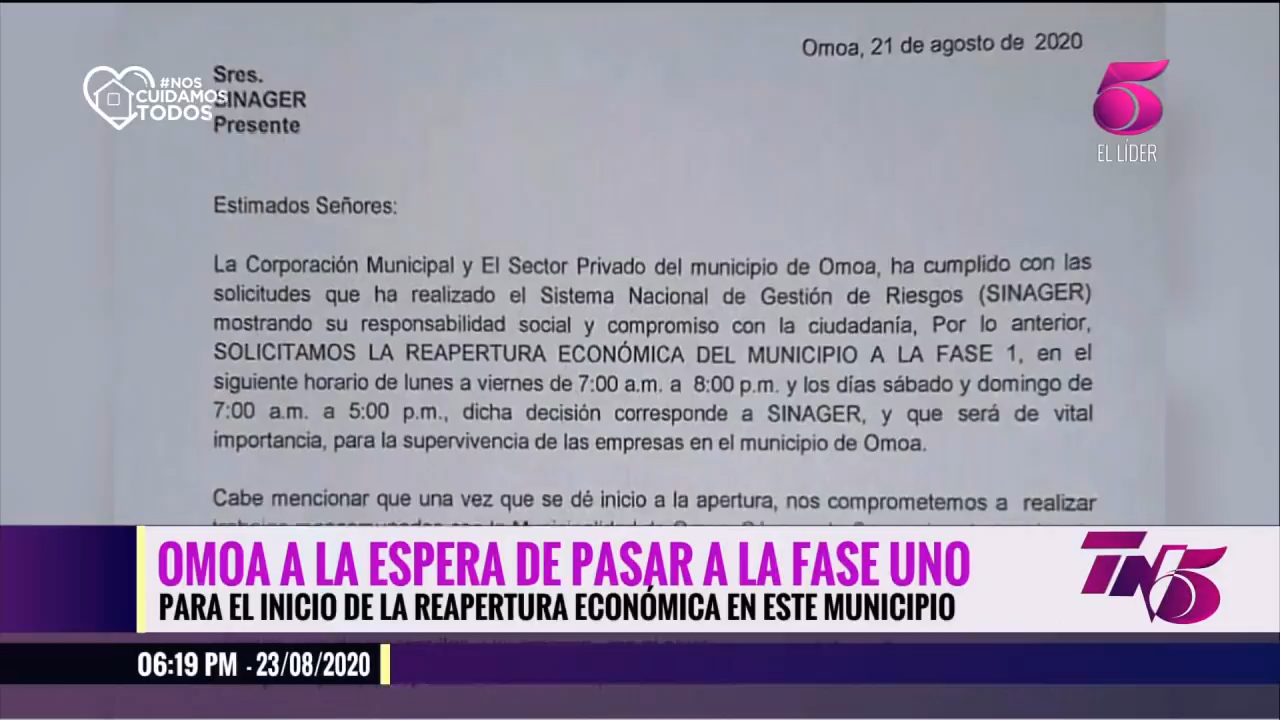 Omoa, 21 de agosto de 2020
#NOS
CUIDAMOS
TODOS
5
EL LÍDER
Sres.
SINAGER
Presente
Estimados Señores:
La Corporación Municipal y El Sector Privado del municipio de Omoa, ha cumplido con las
solicitudes que ha realizado el Sistema Nacional de Gestión de Riesgos (SINAGER)
mostrando su responsabilidad social y compromiso con la ciudadanía, Por lo anterior,
SOLICITAMOS LA REAPERTURA ECONÓMICA DEL MUNICIPIO A LA FASE 1, en el
siguiente horario de lunes a viernes de 7:00 a.m. a 8:00 p.m. y los días sábado y domingo de
7:00 a.m. a 5:00 p.m., dicha decisión corresponde a SINAGER, y que será de vital
importancia, para la supervivencia de las empresas en el municipio de Omoa.
Cabe mencionar que una vez que se dé inicio a la apertura, nos comprometemos a realizar
OMOA A LA ESPERA DE PASAR A LA FASE UNO
PARA EL INICIO DE LA REAPERTURA ECONÓMICA EN ESTE MUNICIPIO
TN5
06:19 PM - 23/08/2020